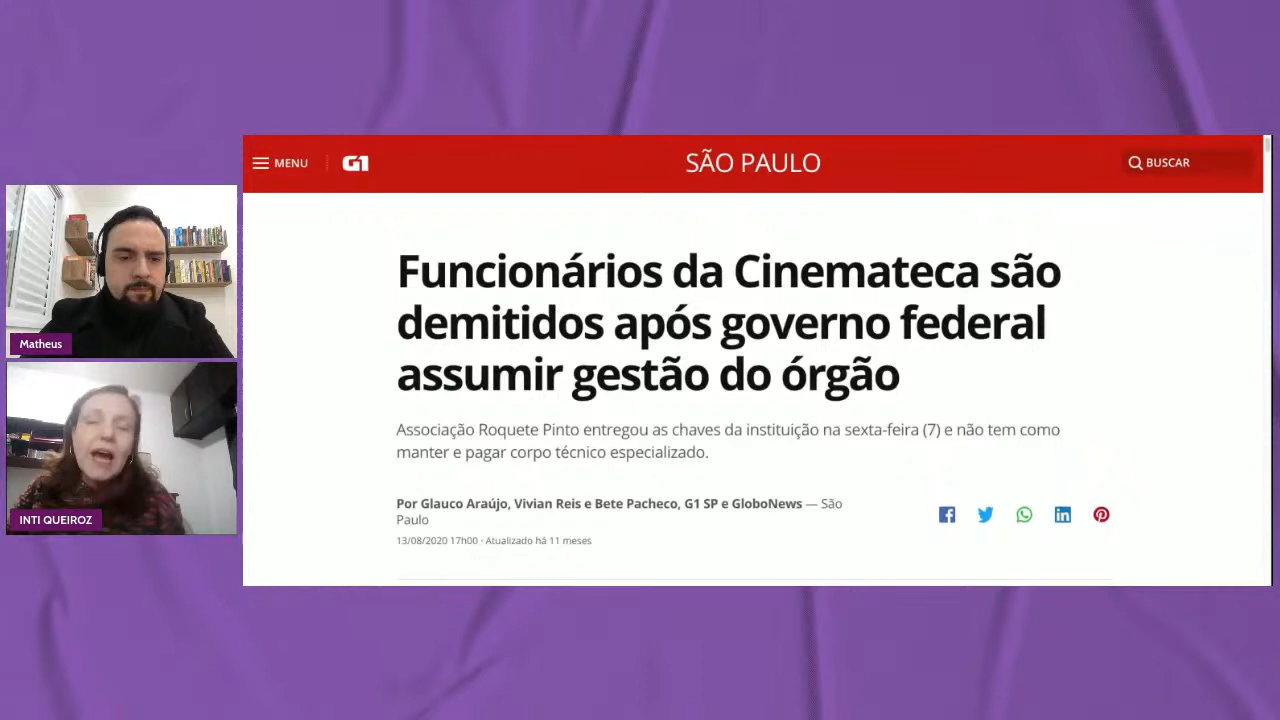 MENU
G1
SÃO PAULO
BUSCAR
Funcionários da Cinemateca são
demitidos após governo federal
assumir gestão do órgão
Associação Roquete Pinto entregou as chaves da instituição na sexta-feira (7) e não tem como
manter e pagar corpo técnico especializado.
Por Glauco Araújo, Vivian Reis e Bete Pacheco, G1 SP e GloboNews — São
Paulo
13/08/2020 17h00 · Atualizado há 11 meses
Matheus
INTI QUEIROZ